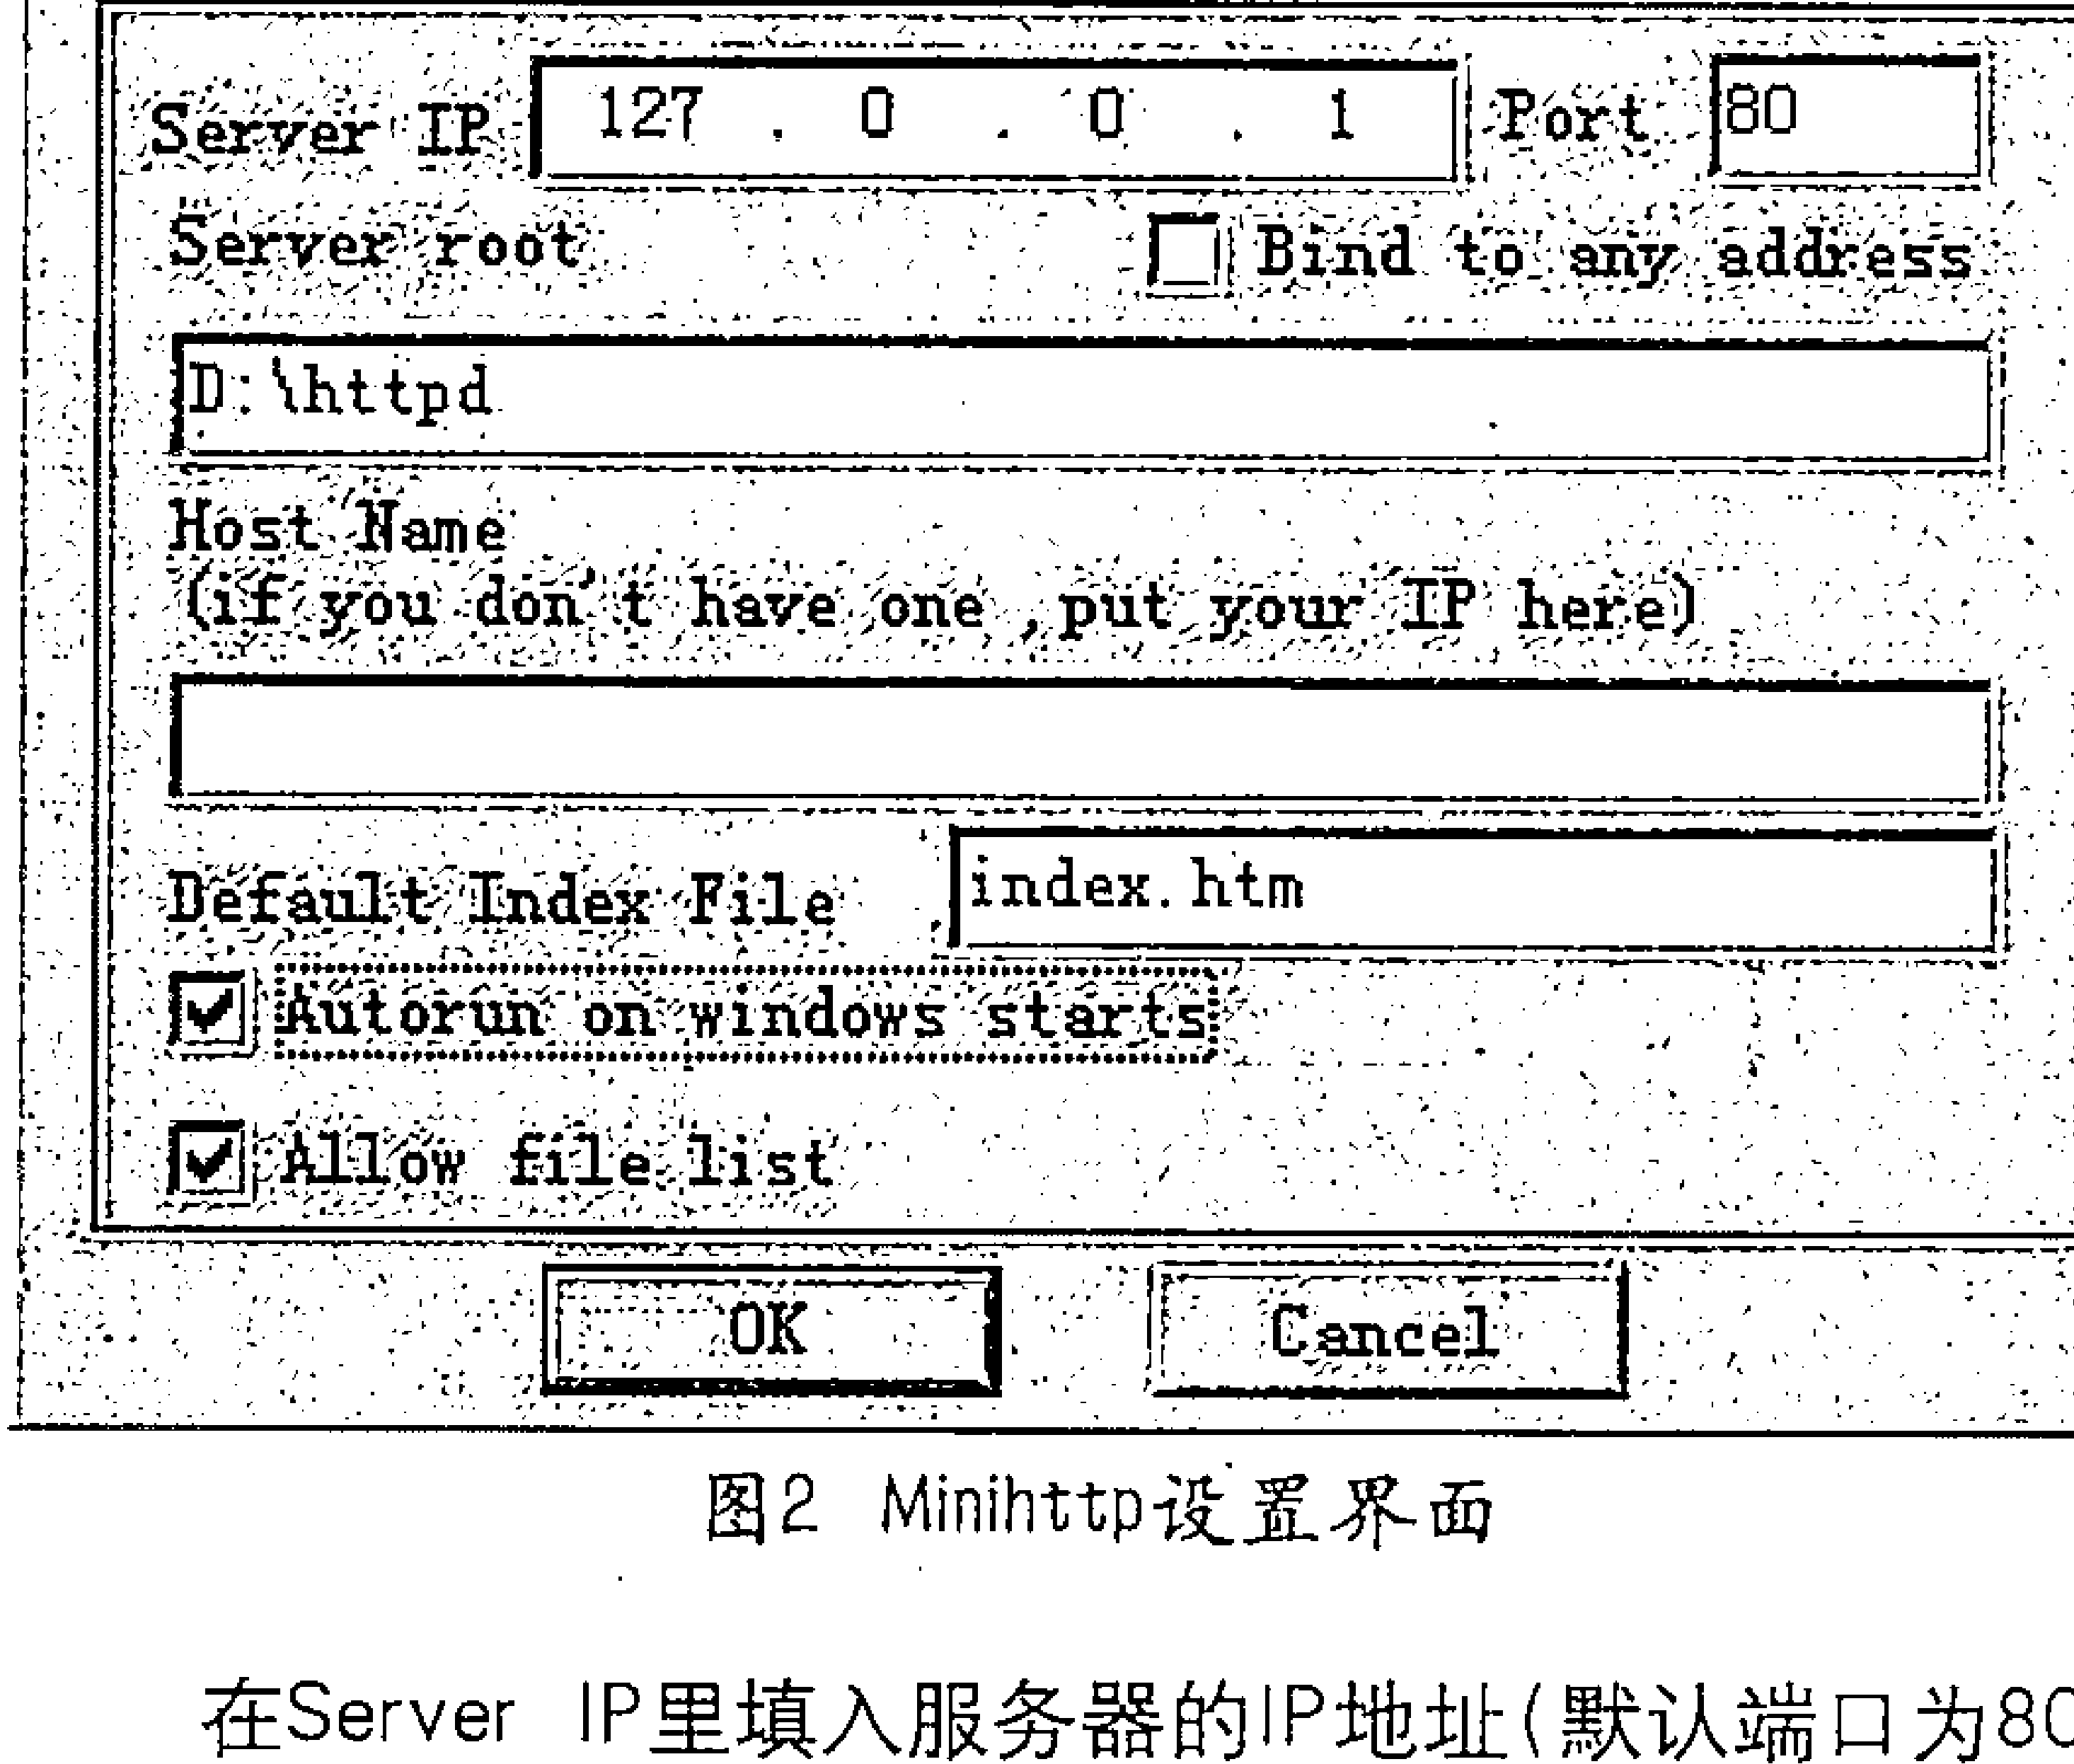 Server IP 127 . 0 . 0 . 1 Port 80
Server root Bind to any address
D:\httpd
Host Name
(if you don't have one ,put your IP here)
Default Index File index.htm
Autorun on windows starts
Allow file list
OK Cancel
图2 Minihttp设置界面
在Server IP里填入服务器的IP地址(默认端口为80